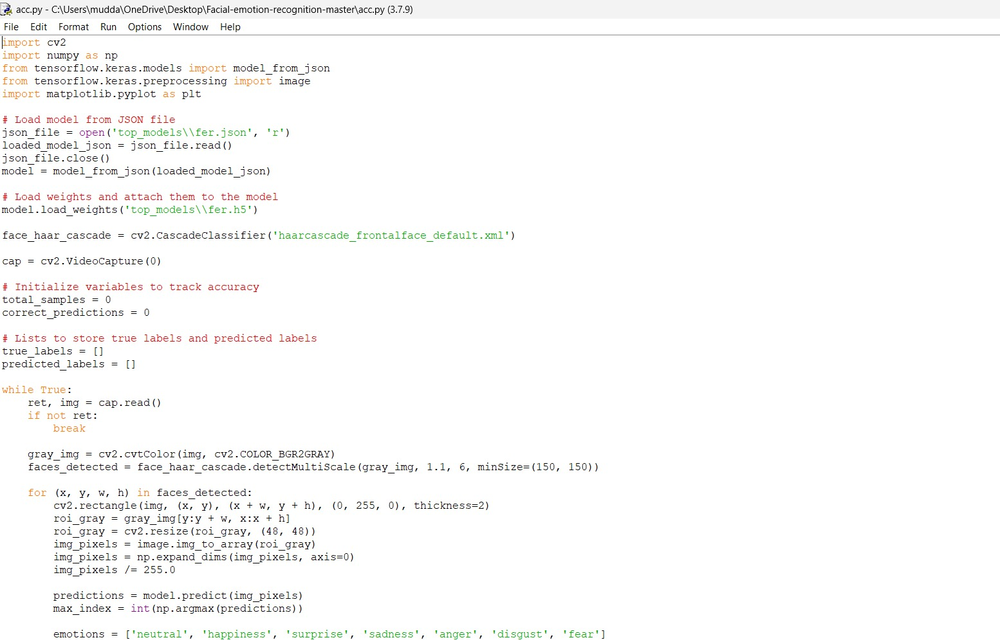 acc.py - C:\Users\mudda\OneDrive\Desktop\Facial-emotion-recognition-master\acc.py (3.7.9)
File Edit Format Run Options Window Help
import cv2
import numpy as np
from tensorflow.keras.models import model_from_json
from tensorflow.keras.preprocessing import image
import matplotlib.pyplot as plt

# Load model from JSON file
json_file = open('top_models\\fer.json', 'r')
loaded_model_json = json_file.read()
json_file.close()
model = model_from_json(loaded_model_json)

# Load weights and attach them to the model
model.load_weights('top_models\\fer.h5')

face_haar_cascade = cv2.CascadeClassifier('haarcascade_frontalface_default.xml')

cap = cv2.VideoCapture(0)

# Initialize variables to track accuracy
total_samples = 0
correct_predictions = 0

# Lists to store true labels and predicted labels
true_labels = []
predicted_labels = []

while True:
    ret, img = cap.read()
    if not ret:
        break

    gray_img = cv2.cvtColor(img, cv2.COLOR_BGR2GRAY)
    faces_detected = face_haar_cascade.detectMultiScale(gray_img, 1.1, 6, minSize=(150, 150))

    for (x, y, w, h) in faces_detected:
        cv2.rectangle(img, (x, y), (x + w, y + h), (0, 255, 0), thickness=2)
        roi_gray = gray_img[y:y + w, x:x + h]
        roi_gray = cv2.resize(roi_gray, (48, 48))
        img_pixels = image.img_to_array(roi_gray)
        img_pixels = np.expand_dims(img_pixels, axis=0)
        img_pixels /= 255.0

        predictions = model.predict(img_pixels)
        max_index = int(np.argmax(predictions))

        emotions = ['neutral', 'happiness', 'surprise', 'sadness', 'anger', 'disgust', 'fear']